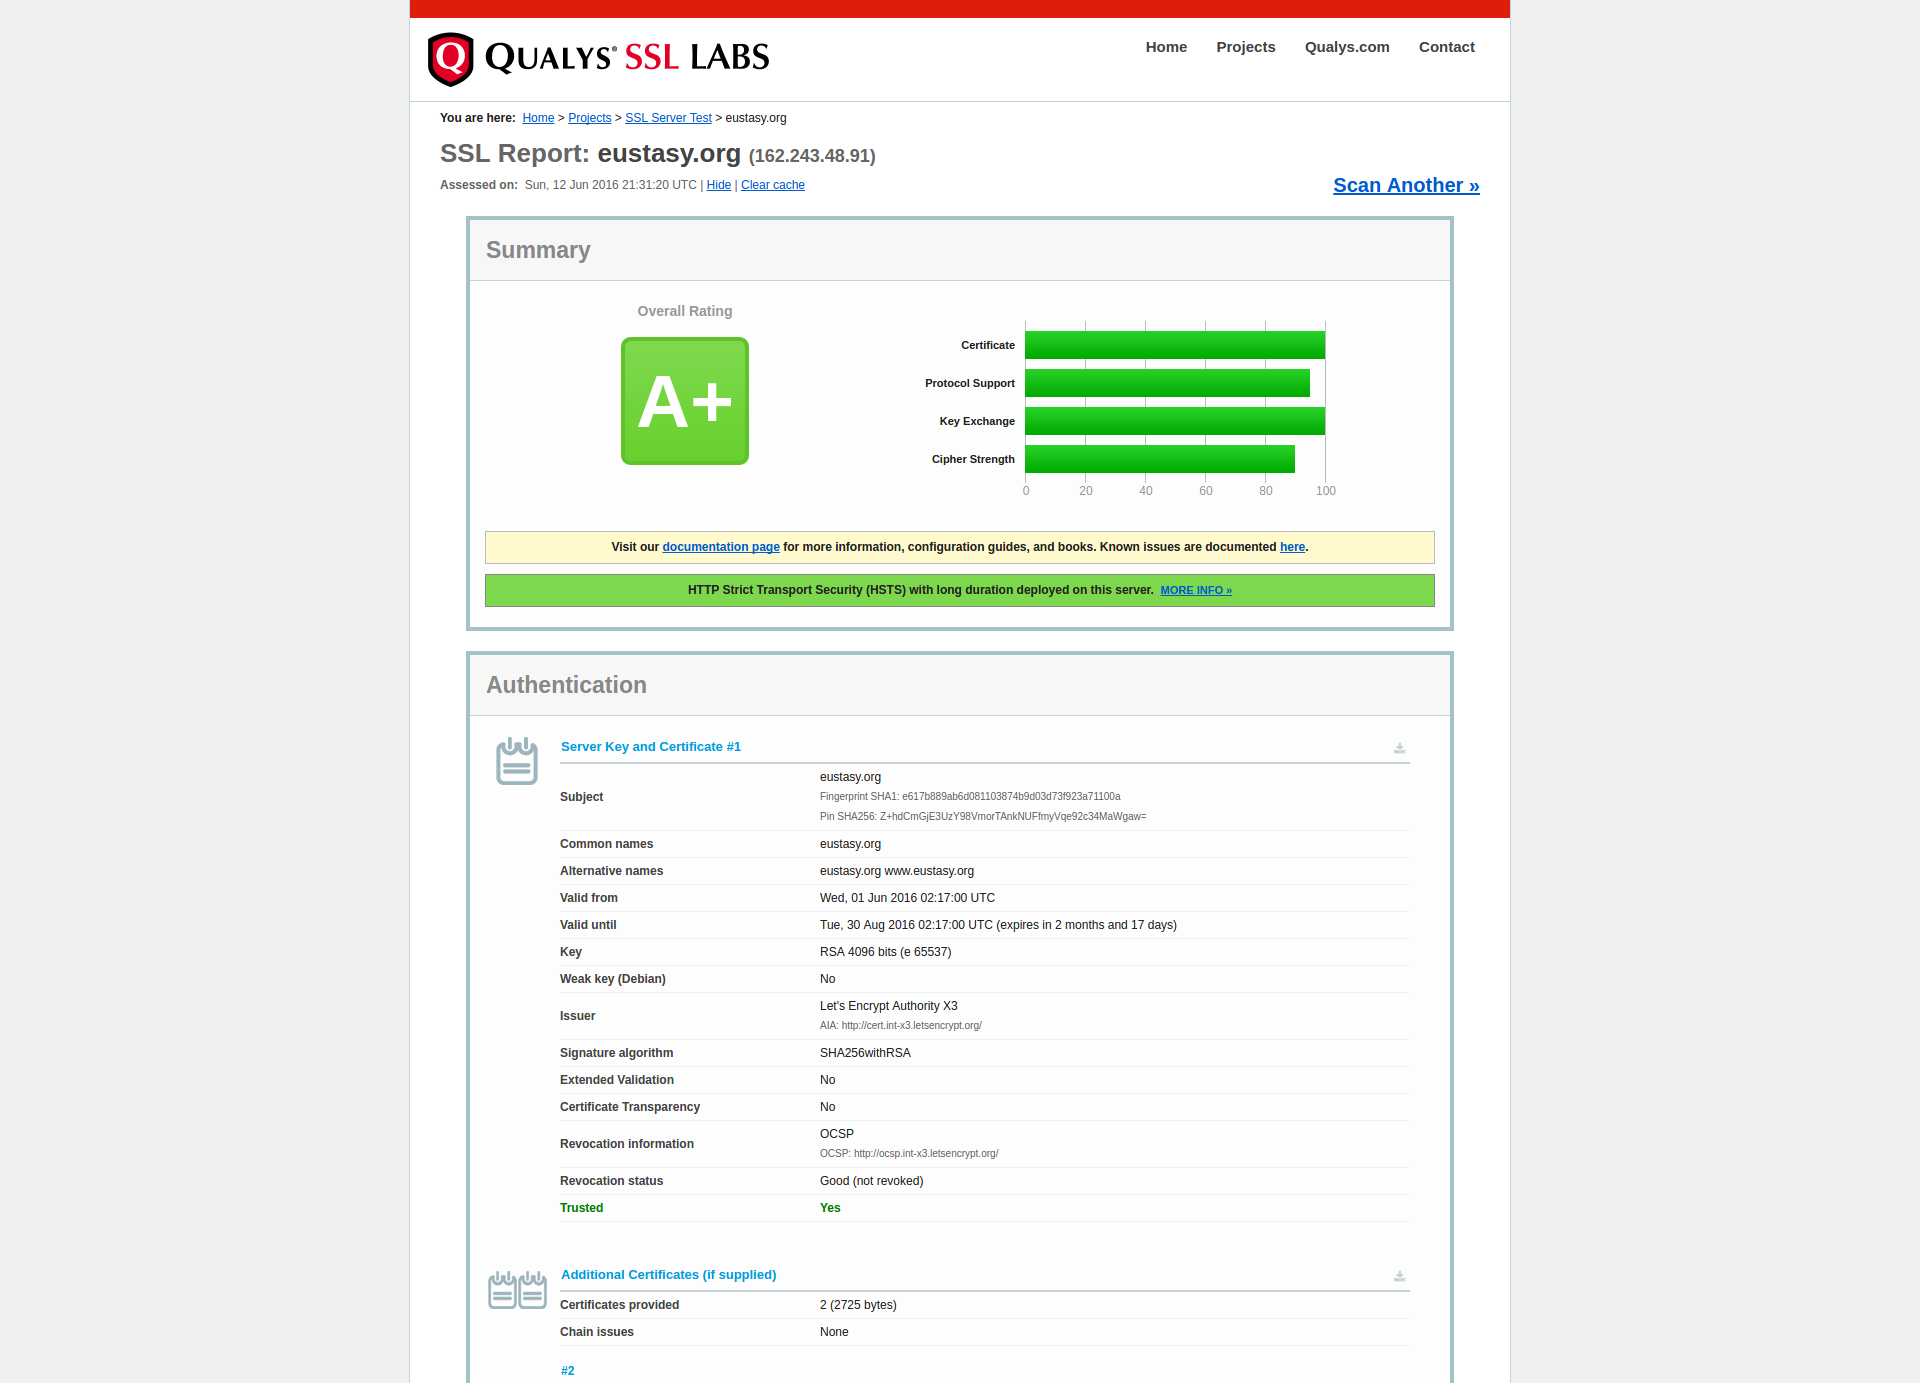 QUALYS® SSL LABS
Home Projects Qualys.com Contact
You are here: Home > Projects > SSL Server Test > eustasy.org
SSL Report: eustasy.org (162.243.48.91)
Assessed on: Sun, 12 Jun 2016 21:31:20 UTC | Hide | Clear cache
Scan Another »
Summary
Overall Rating
A+
Certificate
Protocol Support
Key Exchange
Cipher Strength
0 20 40 60 80 100
Visit our documentation page for more information, configuration guides, and books. Known issues are documented here.
HTTP Strict Transport Security (HSTS) with long duration deployed on this server. MORE INFO »
Authentication
Server Key and Certificate #1
Subject
eustasy.org
Fingerprint SHA1: e617b889ab6d081103874b9d03d73f923a71100a
Pin SHA256: Z+hdCmGjE3UzY98VmorTAnkNUFfmyVqe92c34MaWgaw=
Common names eustasy.org
Alternative names eustasy.org www.eustasy.org
Valid from Wed, 01 Jun 2016 02:17:00 UTC
Valid until Tue, 30 Aug 2016 02:17:00 UTC (expires in 2 months and 17 days)
Key RSA 4096 bits (e 65537)
Weak key (Debian) No
Issuer
Let's Encrypt Authority X3
AIA: http://cert.int-x3.letsencrypt.org/
Signature algorithm SHA256withRSA
Extended Validation No
Certificate Transparency No
Revocation information
OCSP
OCSP: http://ocsp.int-x3.letsencrypt.org/
Revocation status Good (not revoked)
Trusted Yes
Additional Certificates (if supplied)
Certificates provided 2 (2725 bytes)
Chain issues None
#2